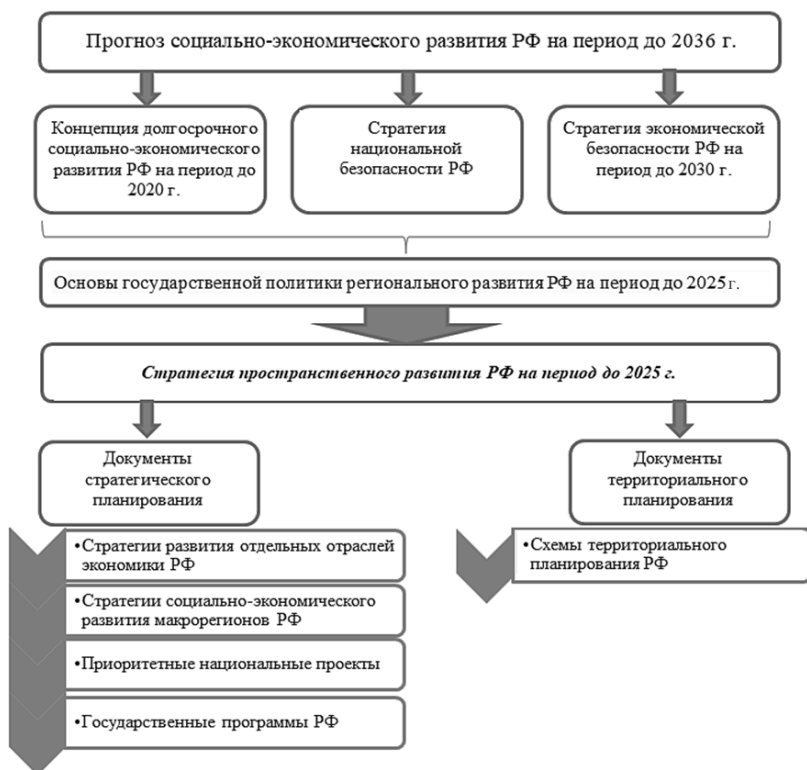 Прогноз социально-экономического развития РФ на период до 2036 г.
Концепция долгосрочного
социально-экономического
развития РФ на период до
2020 г.
Стратегия
национальной
безопасности РФ
Стратегия экономической
безопасности РФ на
период до 2030 г.
Основы государственной политики регионального развития РФ на период до 2025 г.
Стратегия пространственного развития РФ на период до 2025 г.
Документы
стратегического
планирования
•Стратегии развития отдельных отраслей
экономики РФ
•Стратегии социально-экономического
развития макрорегионов РФ
•Приоритетные национальные проекты
•Государственные программы РФ
Документы
территориального
планирования
•Схемы территориального
планирования РФ